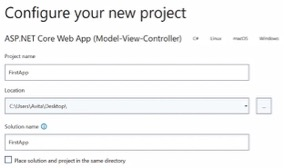 Configure your new project
ASP.NET Core Web App (Model-View-Controller) C# Linux macOS Windows
Project name
FirstApp
Location
C:\Users\Avita\Desktop\
...
Solution name
FirstApp
Place solution and project in the same directory